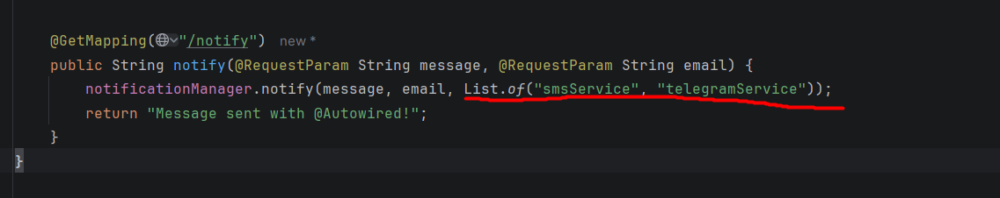 @GetMapping("/notify") new *
public String notify(@RequestParam String message, @RequestParam String email) {
notificationManager.notify(message, email, List.of("smsService", "telegramService"));
return "Message sent with @Autowired!";
}
}